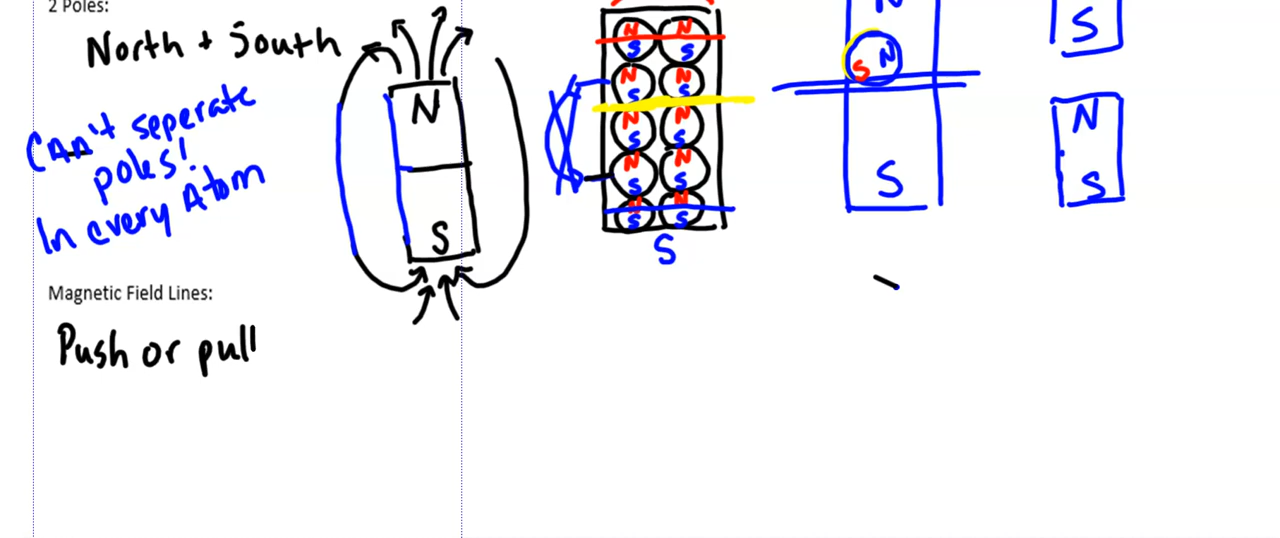 2 Poles:
North + South
CAn't seperate
poles!
In every Atom
Magnetic Field Lines:
Push or pull
N
S
N N
S S
N N
S S
N N
S S
N N
S S
N N
S S
S
N
S N
S
S
N
S